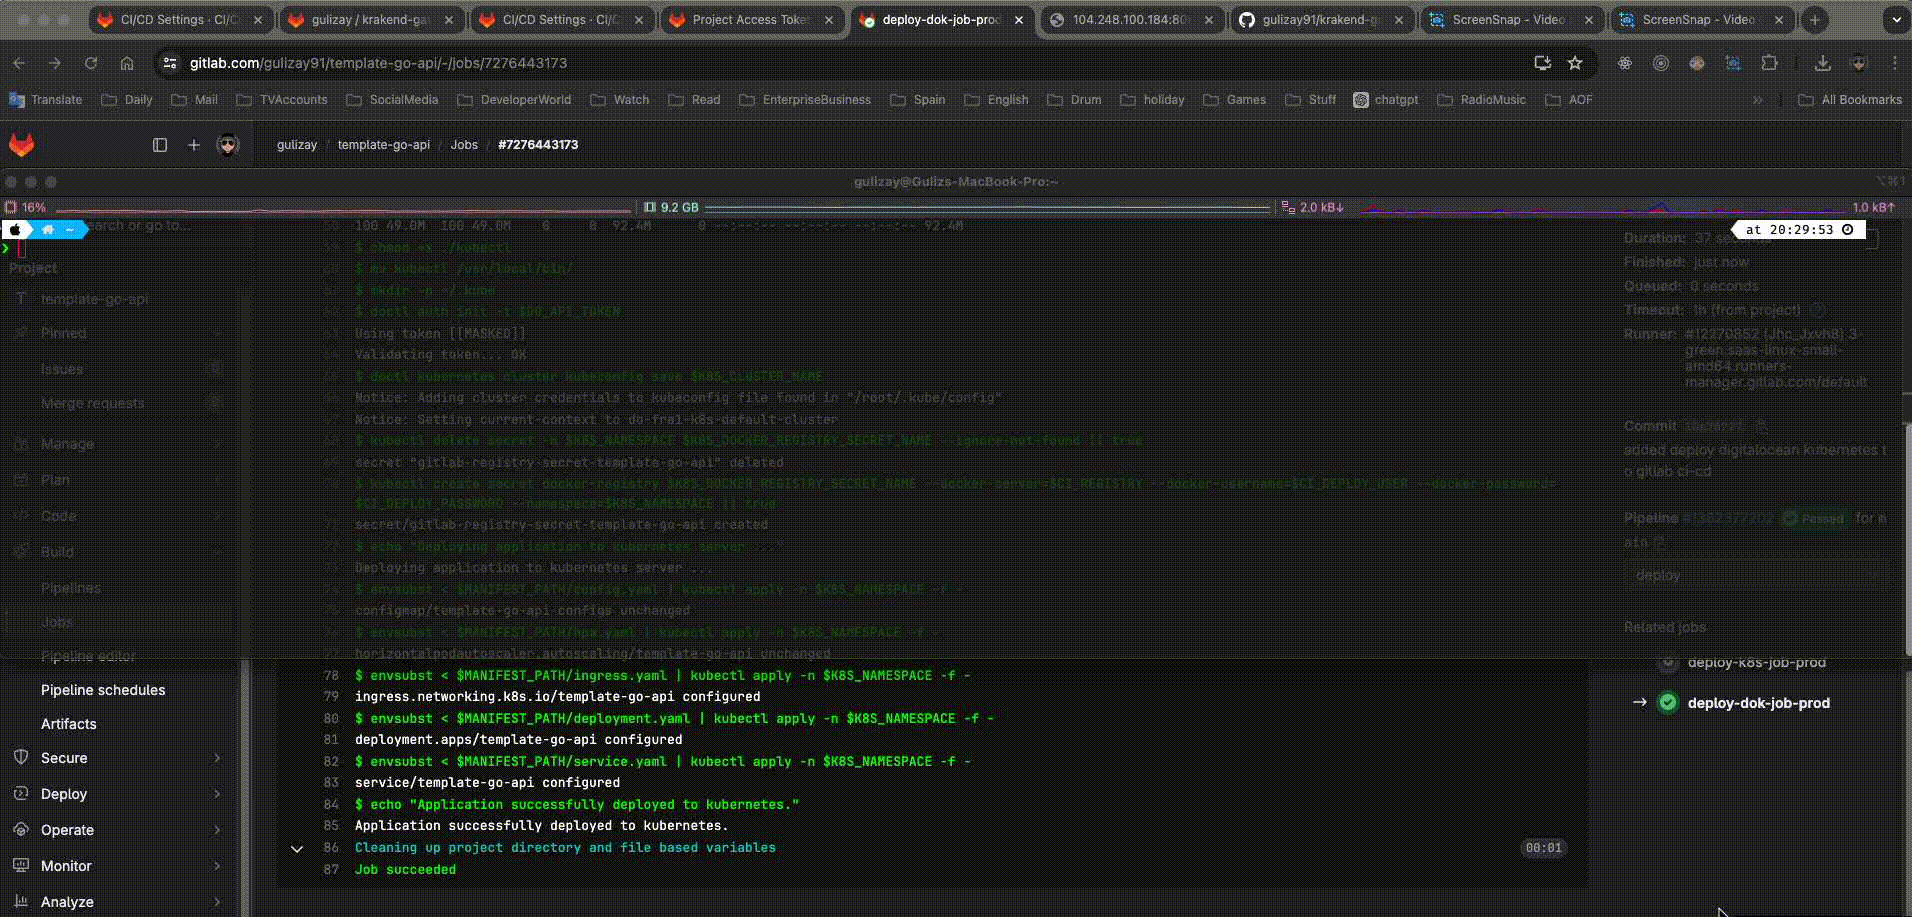 CI/CD Settings · CI/C
gulizay / krakend-ga
CI/CD Settings · CI/
Project Access Toke
deploy-dok-job-prod
104.248.100.184:80
gulizay91/krakend-g
ScreenSnap - Video
ScreenSnap - Video
gitlab.com/gulizay91/template-go-api/-/jobs/7276443173
Translate Daily Mail TVAccounts SocialMedia DeveloperWorld Watch Read EnterpriseBusiness Spain English Drum holiday Games Stuff chatgpt RadioMusic AOF » All Bookmarks
gulizay / template-go-api / Jobs / #7276443173
gulizay@Gulizs-MacBook-Pro:~
⌥⌘1
16% 9.2 GB 2.0 kB↓ 1.0 kB↑
earch or go to...
~
at 20:29:53
Project
template-go-api
Pinned
Issues
Merge requests
Manage
Plan
Code
Build
Pipelines
Jobs
Pipeline editor
Pipeline schedules
Artifacts
Secure
Deploy
Operate
Monitor
Analyze
100 49.0M 100 49.0M 0 0 92.4M 0 --:--:-- --:--:-- --:--:-- 92.4M
$ chmod +x ./kubectl
$ mv kubectl /usr/local/bin/
$ mkdir -p ~/.kube
$ doctl auth init -t $DO_API_TOKEN
Using token [[MASKED]]
Validating token... OK
$ doctl kubernetes cluster kubeconfig save $K8S_CLUSTER_NAME
Notice: Adding cluster credentials to kubeconfig file found in "/root/.kube/config"
Notice: Setting current-context to do-fra1-k8s-default-cluster
$ kubectl delete secret -n $K8S_NAMESPACE $K8S_DOCKER_REGISTRY_SECRET_NAME --ignore-not-found || true
secret "gitlab-registry-secret-template-go-api" deleted
$ kubectl create secret docker-registry $K8S_DOCKER_REGISTRY_SECRET_NAME --docker-server=$CI_REGISTRY --docker-username=$CI_DEPLOY_USER --docker-password=
$CI_DEPLOY_PASSWORD --namespace=$K8S_NAMESPACE || true
secret/gitlab-registry-secret-template-go-api created
$ echo "Deploying application to kubernetes server ..."
Deploying application to kubernetes server ...
$ envsubst < $MANIFEST_PATH/config.yaml | kubectl apply -n $K8S_NAMESPACE -f -
configmap/template-go-api-configs unchanged
$ envsubst < $MANIFEST_PATH/hpa.yaml | kubectl apply -n $K8S_NAMESPACE -f -
horizontalpodautoscaler.autoscaling/template-go-api unchanged
78 $ envsubst < $MANIFEST_PATH/ingress.yaml | kubectl apply -n $K8S_NAMESPACE -f -
79 ingress.networking.k8s.io/template-go-api configured
80 $ envsubst < $MANIFEST_PATH/deployment.yaml | kubectl apply -n $K8S_NAMESPACE -f -
81 deployment.apps/template-go-api configured
82 $ envsubst < $MANIFEST_PATH/service.yaml | kubectl apply -n $K8S_NAMESPACE -f -
83 service/template-go-api configured
84 $ echo "Application successfully deployed to kubernetes."
85 Application successfully deployed to kubernetes.
86 Cleaning up project directory and file based variables 00:01
87 Job succeeded
Duration: 37 seconds
Finished: just now
Queued: 0 seconds
Timeout: 1h (from project)
Runner: #12270852 (Jhc_Jxvh8) 3-
green.saas-linux-small-
amd64.runners-
manager.gitlab.com/default
Commit
added deploy digitalocean kubernetes t
o gitlab ci-cd
Pipeline #1362377202 Passed for m
ain
deploy
Related jobs
deploy-k8s-job-prod
→ deploy-dok-job-prod